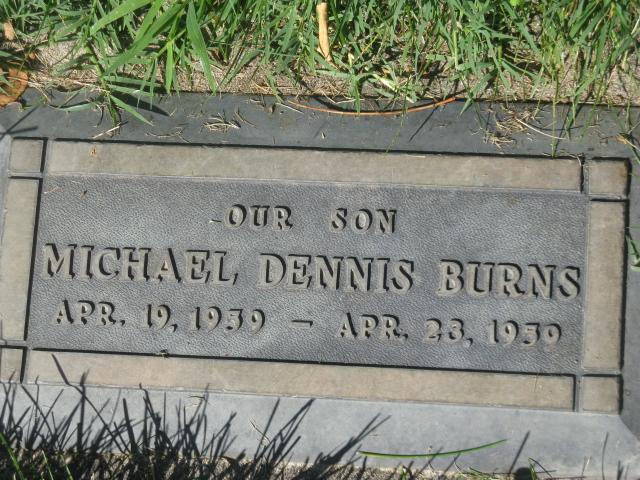 OUR SON
MICHAEL DENNIS BURNS
APR. 19, 1959 — APR. 23, 1959